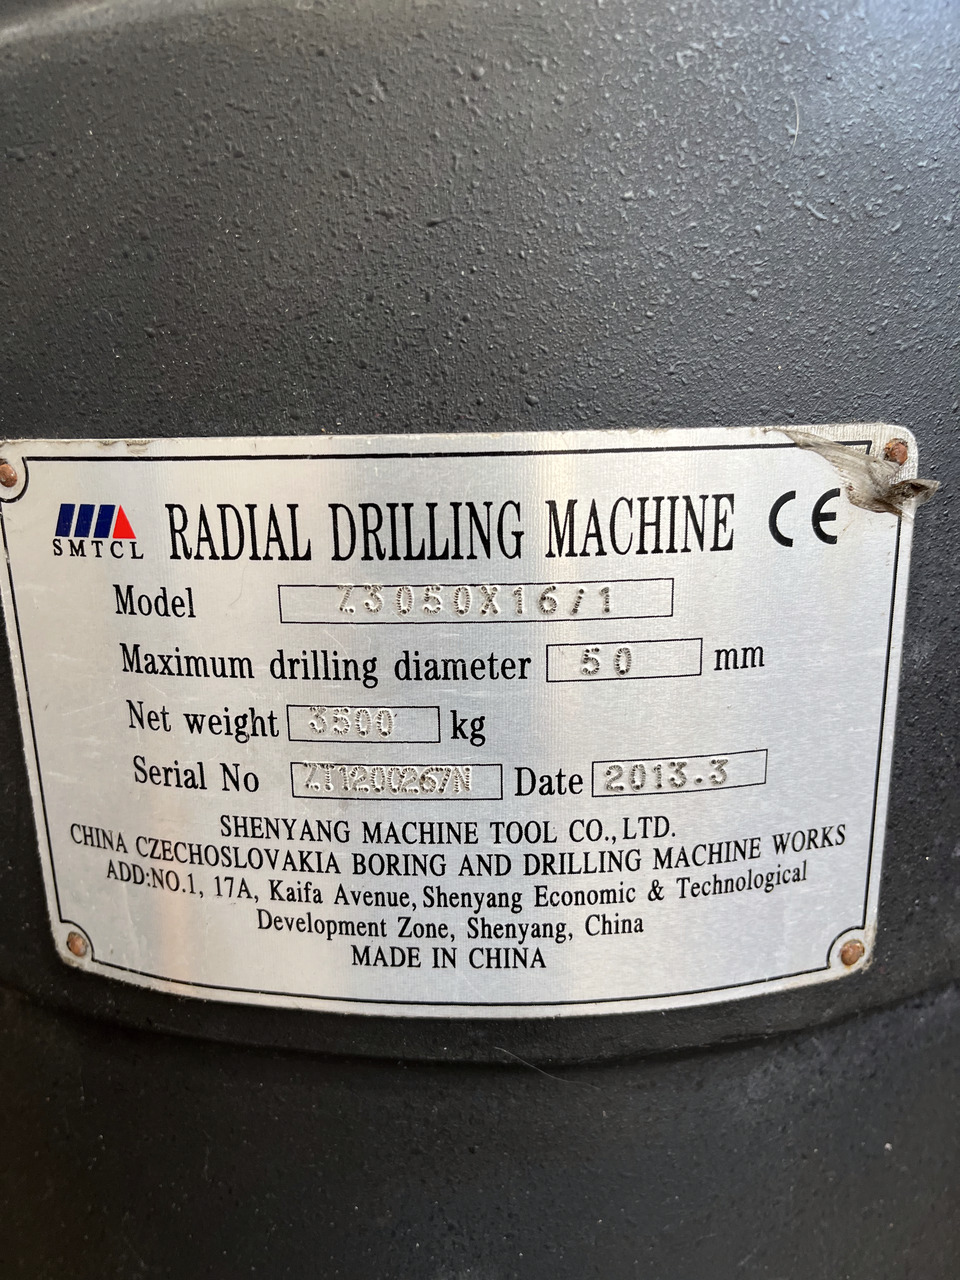 SMTCL RADIAL DRILLING MACHINE CE
Model Z3050X16/1
Maximum drilling diameter 50 mm
Net weight 3500 kg
Serial No ZT1200267N Date 2013.3
SHENYANG MACHINE TOOL CO.,LTD.
CHINA CZECHOSLOVAKIA BORING AND DRILLING MACHINE WORKS
ADD:NO.1, 17A, Kaifa Avenue, Shenyang Economic & Technological
Development Zone, Shenyang, China
MADE IN CHINA